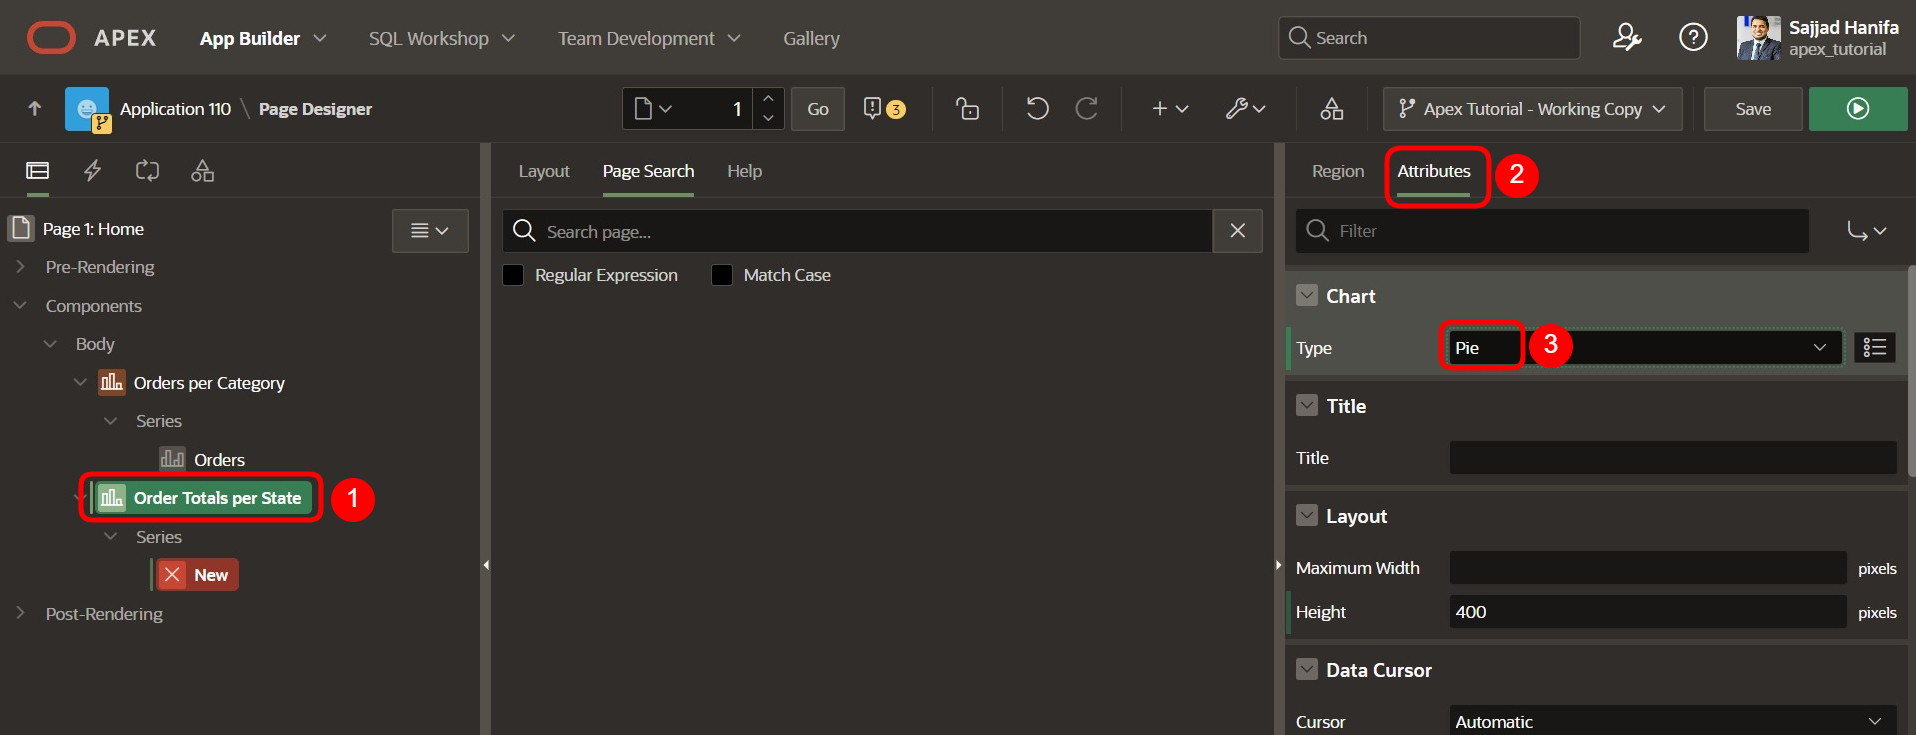 APEX App Builder SQL Workshop Team Development Gallery Search Sajjad Hanifa
apex_tutorial
Application 110 \ Page Designer 1 Go 3 Apex Tutorial - Working Copy Save
Layout Page Search Help
Region Attributes 2
Page 1: Home
Search page...
Filter
Pre-Rendering
Regular Expression Match Case
Components
Chart
Body
Type Pie 3
Orders per Category
Title
Series
Orders
Title
Order Totals per State 1
Layout
Series
Maximum Width pixels
New
Height 400 pixels
Post-Rendering
Data Cursor
Cursor Automatic